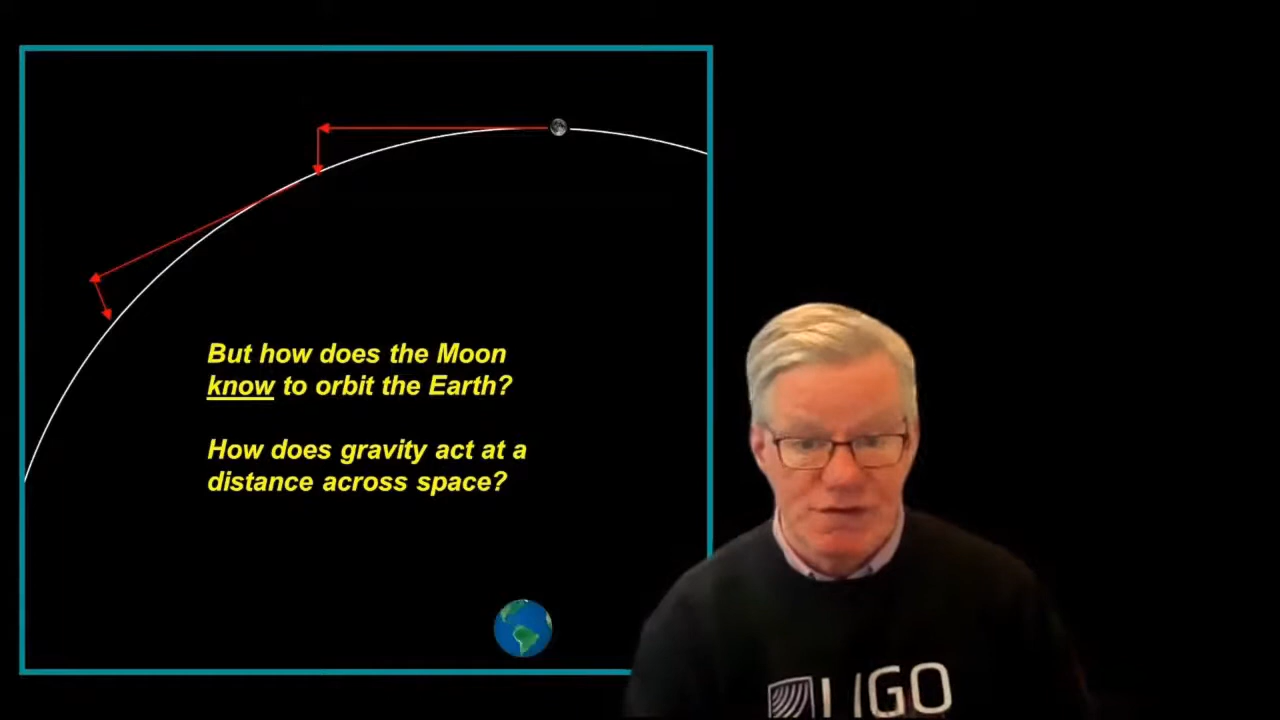 But how does the Moon
know to orbit the Earth?
How does gravity act at a
distance across space?
LIGO